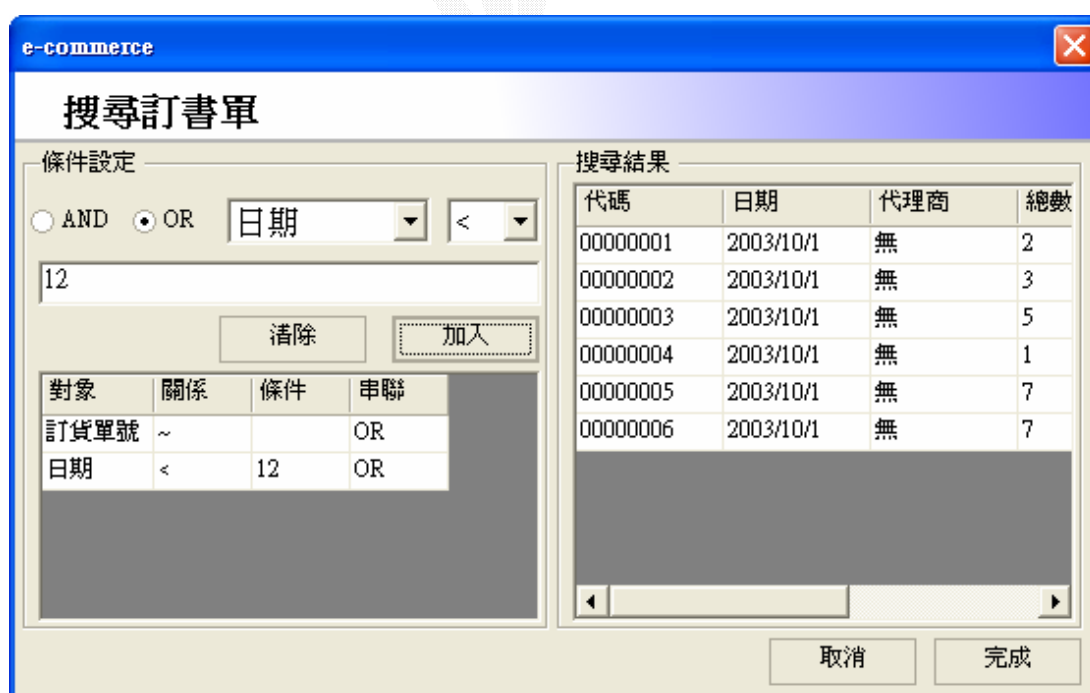 e-commerce
搜尋訂書單
條件設定
AND OR 日期 <
12
清除 加入
對象 關係 條件 串聯
訂貨單號 ~ OR
日期 < 12 OR
搜尋結果
代碼 日期 代理商 總數
00000001 2003/10/1 無 2
00000002 2003/10/1 無 3
00000003 2003/10/1 無 5
00000004 2003/10/1 無 1
00000005 2003/10/1 無 7
00000006 2003/10/1 無 7
取消 完成